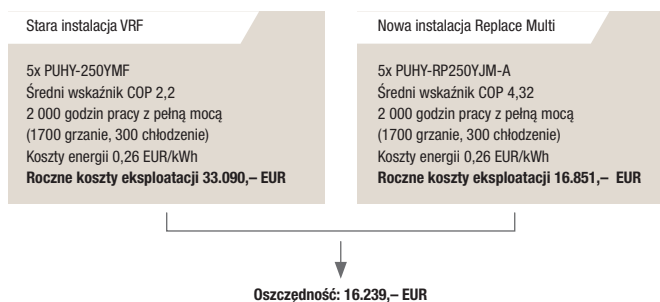 Stara instalacja VRF
5x PUHY-250YMF
Średni wskaźnik COP 2,2
2 000 godzin pracy z pełną mocą
(1700 grzanie, 300 chłodzenie)
Koszty energii 0,26 EUR/kWh
Roczne koszty eksploatacji 33.090,– EUR
Nowa instalacja Replace Multi
5x PUHY-RP250YJM-A
Średni wskaźnik COP 4,32
2 000 godzin pracy z pełną mocą
(1700 grzanie, 300 chłodzenie)
Koszty energii 0,26 EUR/kWh
Roczne koszty eksploatacji 16.851,– EUR
Oszczędność: 16.239,– EUR